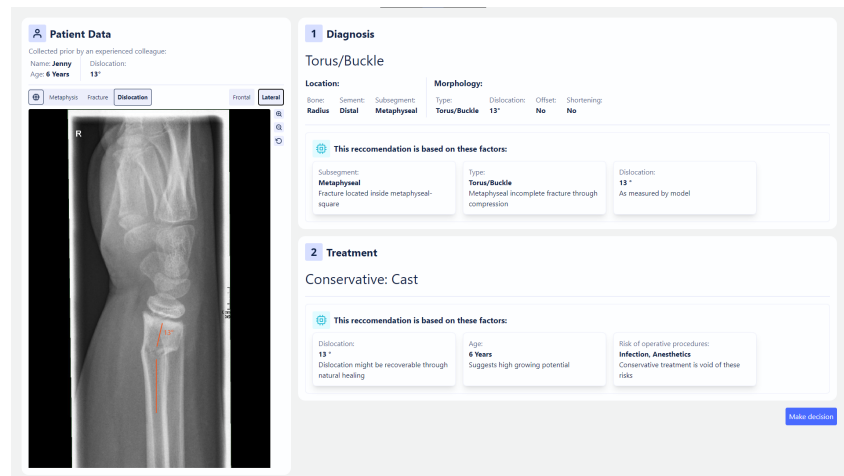 Patient Data
Collected prior by an experienced colleague:
Name: Jenny
Age: 6 Years
Dislocation:
13°
Metaphysis Fracture Dislocation Frontal Lateral
R
13°
1 Diagnosis
Torus/Buckle
Location: Morphology:
Bone: Sement: Subsegment: Type: Dislocation: Offset: Shortening:
Radius Distal Metaphyseal Torus/Buckle 13° No No
This reccomendation is based on these factors:
Subsegment:
Metaphyseal
Fracture located inside metaphyseal-
square
Type:
Torus/Buckle
Metaphyseal incomplete fracture through
compression
Dislocation:
13 °
As measured by model
2 Treatment
Conservative: Cast
This reccomendation is based on these factors:
Dislocation:
13 °
Dislocation might be recoverable through
natural healing
Age:
6 Years
Suggests high growing potential
Risk of operative procedures:
Infection, Anesthetics
Conservative treatment is void of these
risks
Make decision